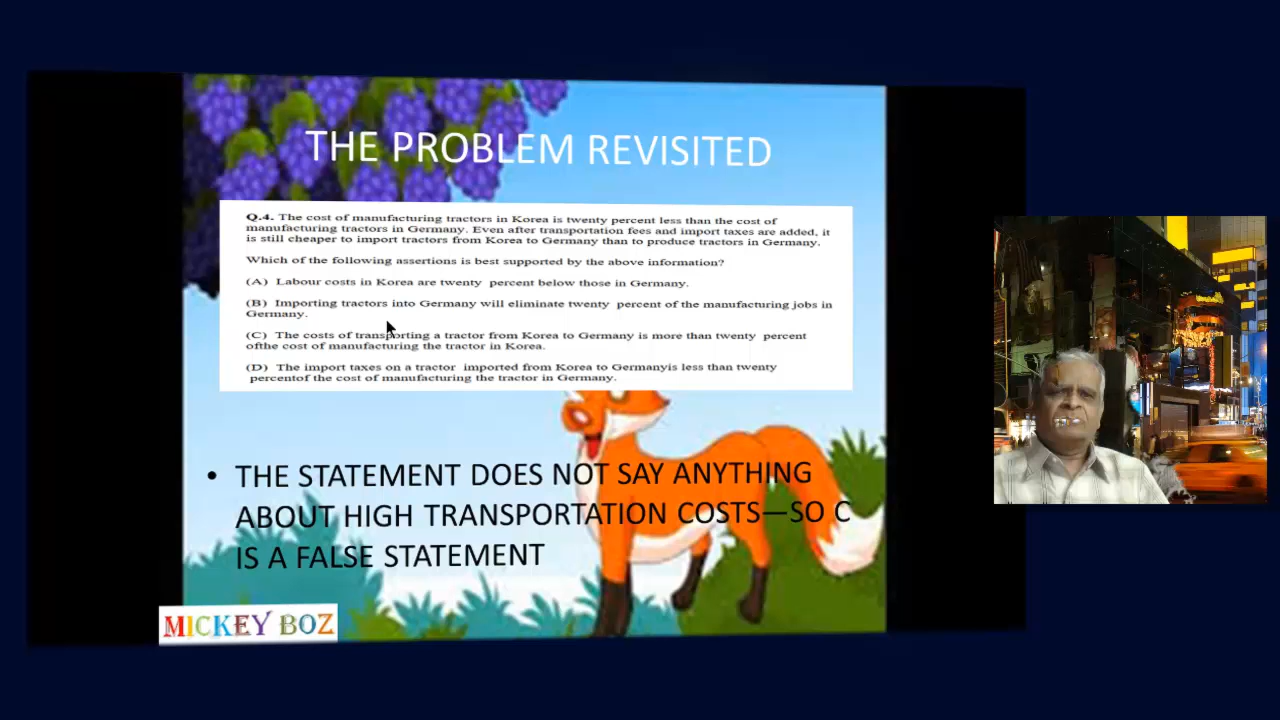 THE PROBLEM REVISITED
Q.4. The cost of manufacturing tractors in Korea is twenty percent less than the cost of
manufacturing tractors in Germany. Even after transportation fees and import taxes are added, it
is still cheaper to import tractors from Korea to Germany than to produce tractors in Germany.
Which of the following assertions is best supported by the above information?
(A) Labour costs in Korea are twenty percent below those in Germany.
(B) Importing tractors into Germany will eliminate twenty percent of the manufacturing jobs in
Germany.
(C) The costs of transporting a tractor from Korea to Germany is more than twenty percent
ofthe cost of manufacturing the tractor in Korea.
(D) The import taxes on a tractor imported from Korea to Germanyis less than twenty
percentof the cost of manufacturing the tractor in Germany.
• THE STATEMENT DOES NOT SAY ANYTHING
ABOUT HIGH TRANSPORTATION COSTS—SO C
IS A FALSE STATEMENT
MICKEY BOZ